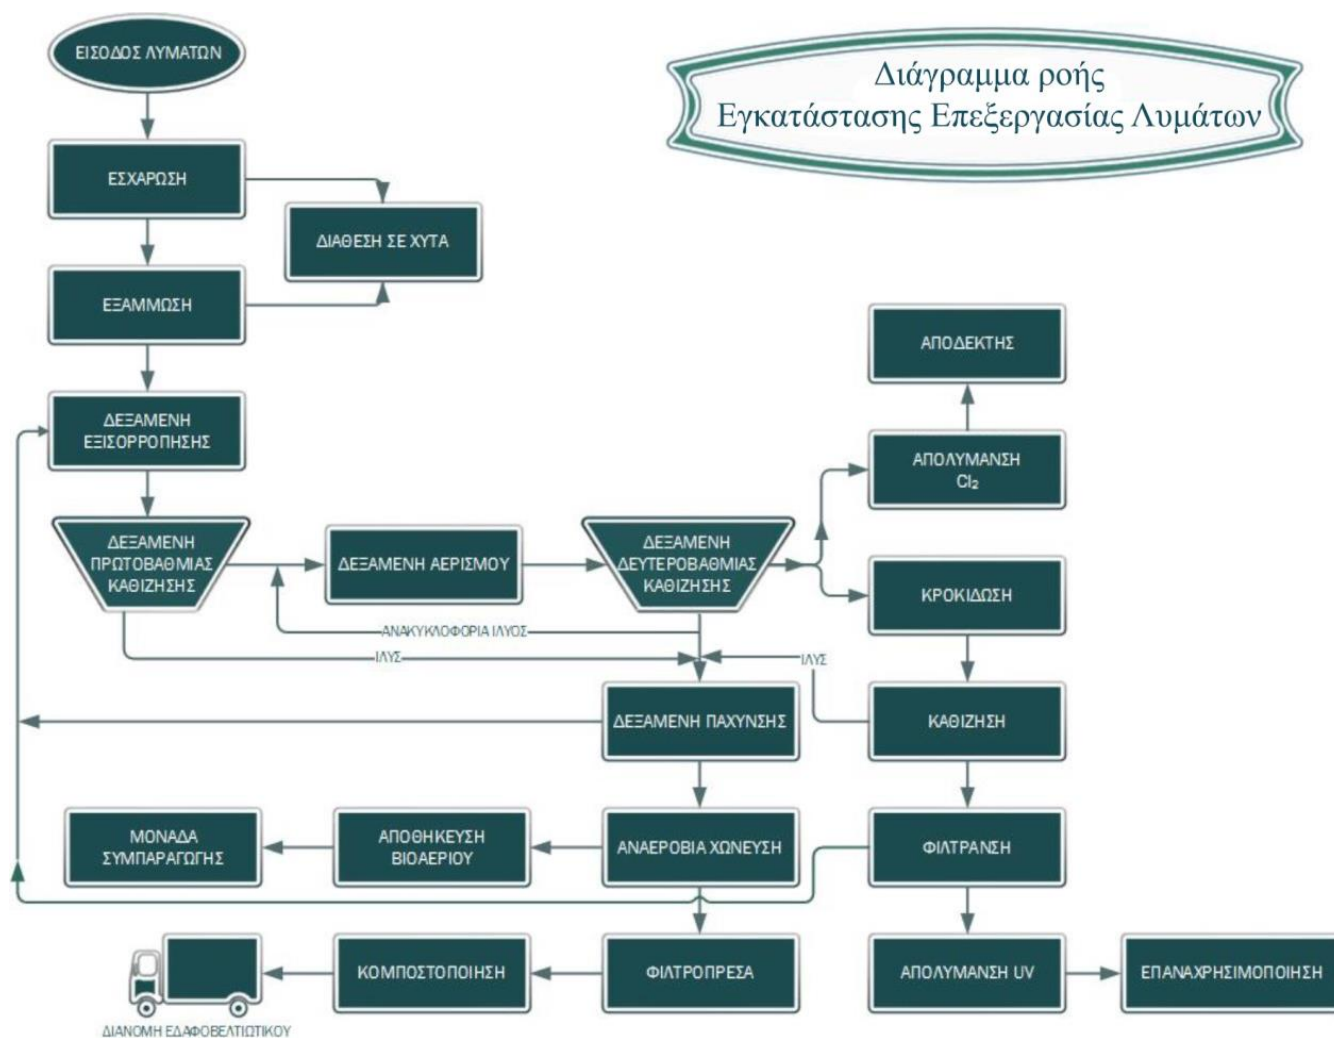 ΕΙΣΟΔΟΣ ΛΥΜΑΤΩΝ
Διάγραμμα ροής
Εγκατάστασης Επεξεργασίας Λυμάτων
ΕΣΧΑΡΩΣΗ
ΔΙΑΘΕΣΗ ΣΕ ΧΥΤΑ
ΕΞΑΜΜΩΣΗ
ΑΠΟΔΕΚΤΗΣ
ΔΕΞΑΜΕΝΗ
ΕΞΙΣΟΡΡΟΠΗΣΗΣ
ΑΠΟΛΥΜΑΝΣΗ
Cl₂
ΔΕΞΑΜΕΝΗ
ΠΡΩΤΟΒΑΘΜΙΑΣ
ΚΑΘΙΖΗΣΗΣ
ΔΕΞΑΜΕΝΗ ΑΕΡΙΣΜΟΥ
ΔΕΞΑΜΕΝΗ
ΔΕΥΤΕΡΟΒΑΘΜΙΑΣ
ΚΑΘΙΖΗΣΗΣ
ΚΡΟΚΙΔΩΣΗ
ΑΝΑΚΥΚΛΟΦΟΡΙΑ ΙΛΥΟΣ
ΙΛΥΣ
ΙΛΥΣ
ΔΕΞΑΜΕΝΗ ΠΑΧΥΝΣΗΣ
ΚΑΘΙΖΗΣΗ
ΜΟΝΑΔΑ
ΣΥΜΠΑΡΑΓΩΓΗΣ
ΑΠΟΘΗΚΕΥΣΗ
ΒΙΟΑΕΡΙΟΥ
ΑΝΑΕΡΟΒΙΑ ΧΩΝΕΥΣΗ
ΦΙΛΤΡΑΝΣΗ
ΚΟΜΠΟΣΤΟΠΟΙΗΣΗ
ΦΙΛΤΡΟΠΡΕΣΑ
ΑΠΟΛΥΜΑΝΣΗ UV
ΕΠΑΝΑΧΡΗΣΙΜΟΠΟΙΗΣΗ
ΔΙΑΝΟΜΗ ΕΔΑΦΟΒΕΛΤΙΩΤΙΚΟΥ